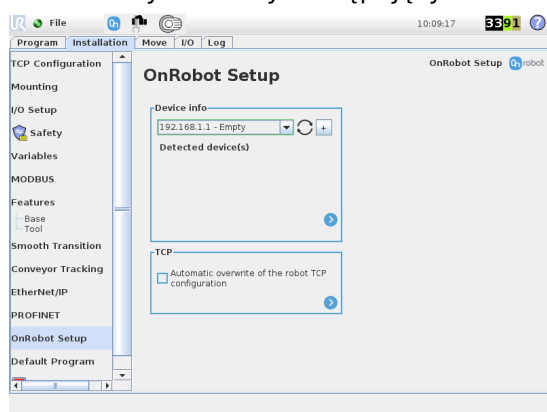 File
10:09:17
3391
?
Program
Installation
Move
I/O
Log
TCP Configuration
Mounting
I/O Setup
Safety
Variables
MODBUS
Features
Base
Tool
Smooth Transition
Conveyor Tracking
EtherNet/IP
PROFINET
OnRobot Setup
Default Program
OnRobot Setup
OnRobot Setup
robot
Device info
192.168.1.1 - Empty
+
Detected device(s)
TCP
Automatic overwrite of the robot TCP
configuration